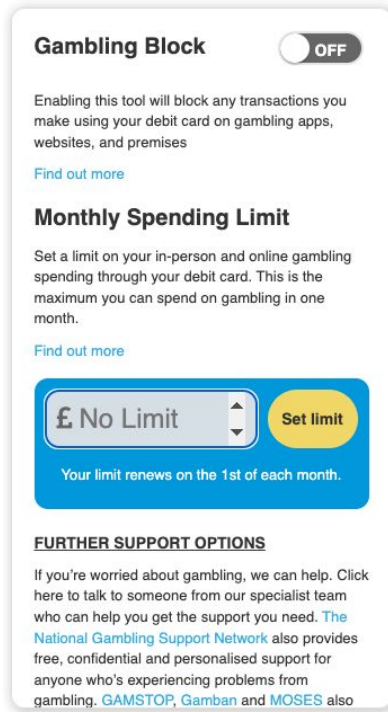 Gambling Block
OFF
Enabling this tool will block any transactions you
make using your debit card on gambling apps,
websites, and premises
Find out more
Monthly Spending Limit
Set a limit on your in-person and online gambling
spending through your debit card. This is the
maximum you can spend on gambling in one
month.
Find out more
£ No Limit
Set limit
Your limit renews on the 1st of each month.
FURTHER SUPPORT OPTIONS
If you’re worried about gambling, we can help. Click
here to talk to someone from our specialist team
who can help you get the support you need. The
National Gambling Support Network also provides
free, confidential and personalised support for
anyone who’s experiencing problems from
gambling. GAMSTOP, Gamban and MOSES also